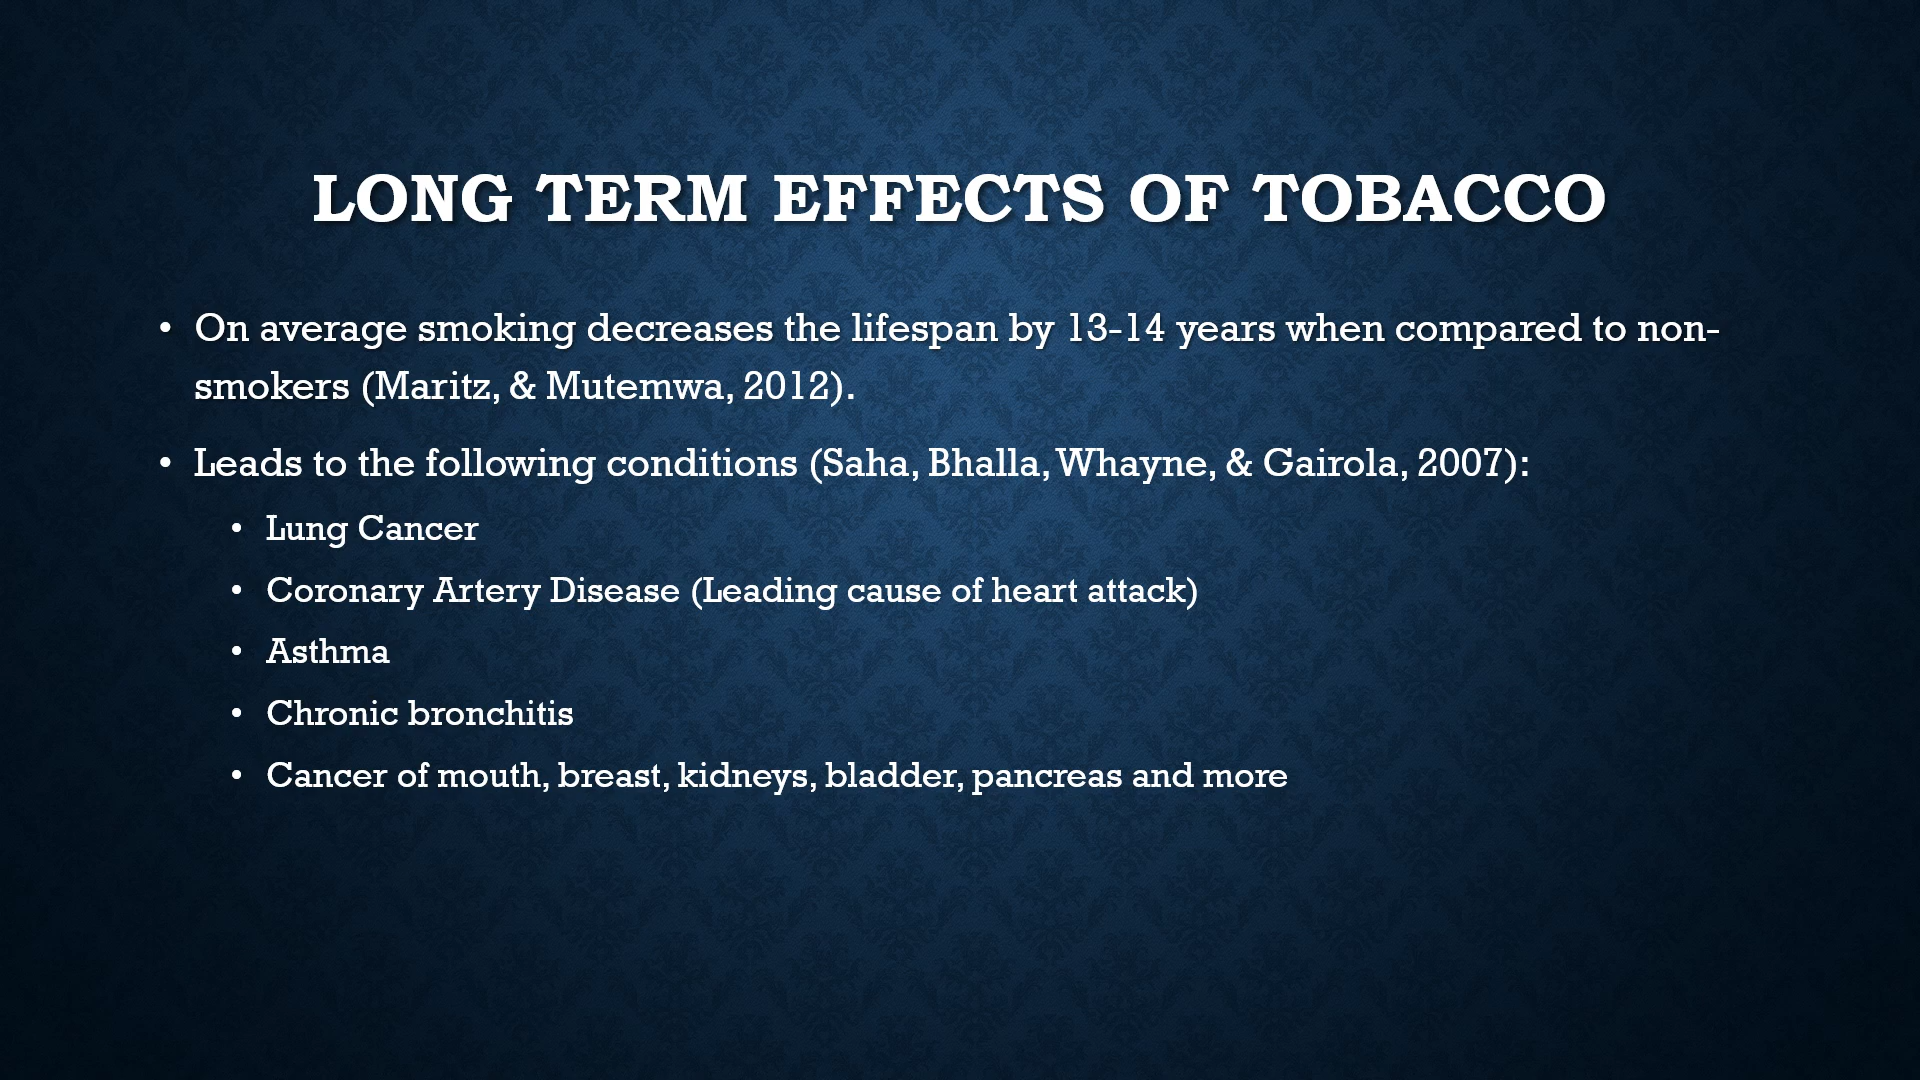 LONG TERM EFFECTS OF TOBACCO
• On average smoking decreases the lifespan by 13-14 years when compared to non-
smokers (Maritz, & Mutemwa, 2012).
• Leads to the following conditions (Saha, Bhalla, Whayne, & Gairola, 2007):
• Lung Cancer
• Coronary Artery Disease (Leading cause of heart attack)
• Asthma
• Chronic bronchitis
• Cancer of mouth, breast, kidneys, bladder, pancreas and more